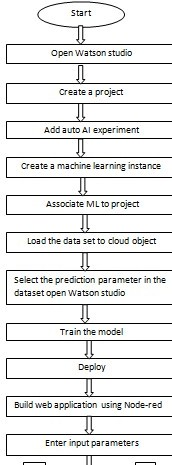 Start
Open Watson studio
Create a project
Add auto AI experiment
Create a machine learning instance
Associate ML to project
Load the data set to cloud object
Select the prediction parameter in the
dataset open Watson studio
Train the model
Deploy
Build web application using Node-red
Enter input parameters